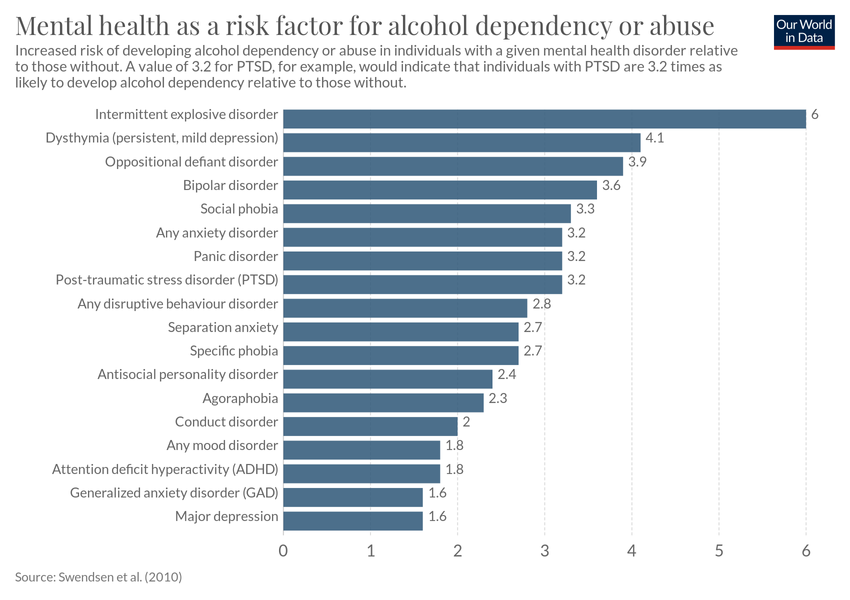 Mental health as a risk factor for alcohol dependency or abuse
Our World
in Data
Increased risk of developing alcohol dependency or abuse in individuals with a given mental health disorder relative
to those without. A value of 3.2 for PTSD, for example, would indicate that individuals with PTSD are 3.2 times as
likely to develop alcohol dependency relative to those without.
Intermittent explosive disorder 6
Dysthymia (persistent, mild depression) 4.1
Oppositional defiant disorder 3.9
Bipolar disorder 3.6
Social phobia 3.3
Any anxiety disorder 3.2
Panic disorder 3.2
Post-traumatic stress disorder (PTSD) 3.2
Any disruptive behaviour disorder 2.8
Separation anxiety 2.7
Specific phobia 2.7
Antisocial personality disorder 2.4
Agoraphobia 2.3
Conduct disorder 2
Any mood disorder 1.8
Attention deficit hyperactivity (ADHD) 1.8
Generalized anxiety disorder (GAD) 1.6
Major depression 1.6
0 1 2 3 4 5 6
Source: Swendsen et al. (2010)